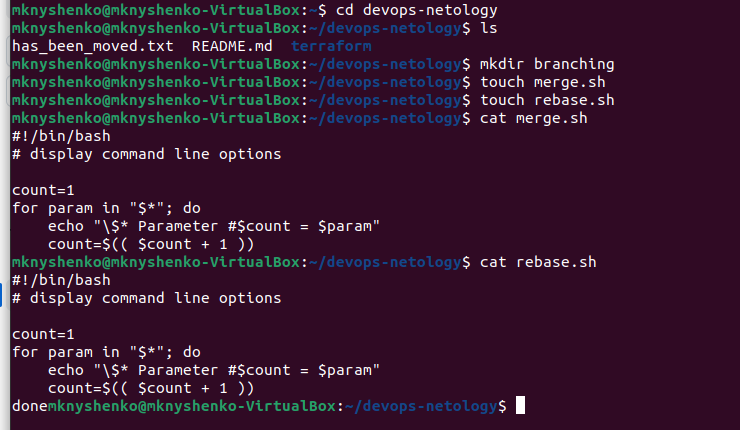 mknyshenko@mknyshenko-VirtualBox:~$ cd devops-netology
mknyshenko@mknyshenko-VirtualBox:~/devops-netology$ ls
has_been_moved.txt  README.md  terraform
mknyshenko@mknyshenko-VirtualBox:~/devops-netology$ mkdir branching
mknyshenko@mknyshenko-VirtualBox:~/devops-netology$ touch merge.sh
mknyshenko@mknyshenko-VirtualBox:~/devops-netology$ touch rebase.sh
mknyshenko@mknyshenko-VirtualBox:~/devops-netology$ cat merge.sh
#!/bin/bash
# display command line options

count=1
for param in "$*"; do
    echo "\$* Parameter #$count = $param"
    count=$(( $count + 1 ))
mknyshenko@mknyshenko-VirtualBox:~/devops-netology$ cat rebase.sh
#!/bin/bash
# display command line options

count=1
for param in "$*"; do
    echo "\$* Parameter #$count = $param"
    count=$(( $count + 1 ))
donemknyshenko@mknyshenko-VirtualBox:~/devops-netology$